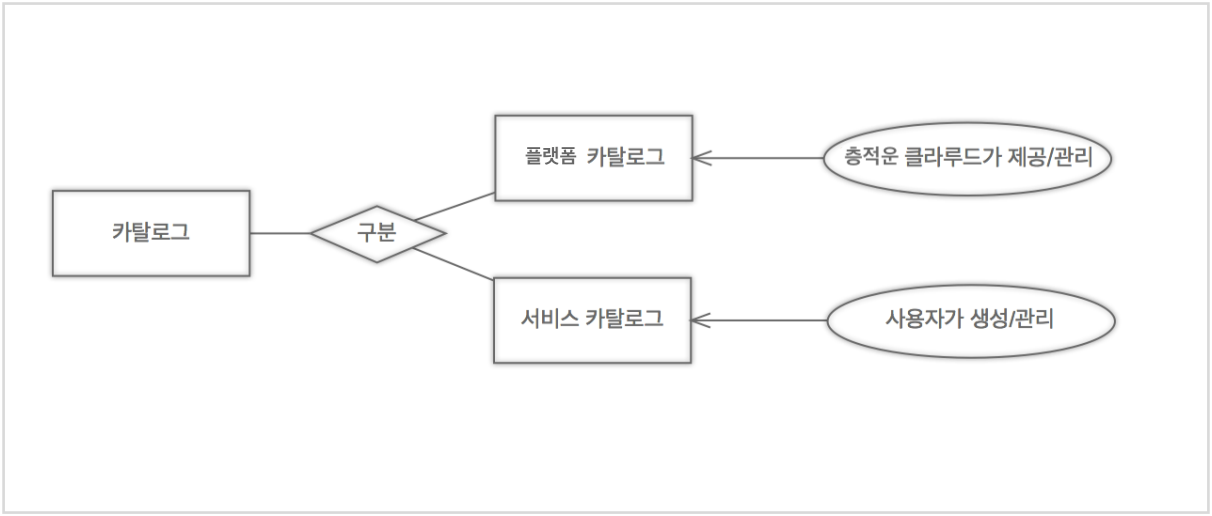 카탈로그
구분
플랫폼 카탈로그
층적운 클라루드가 제공/관리
서비스 카탈로그
사용자가 생성/관리